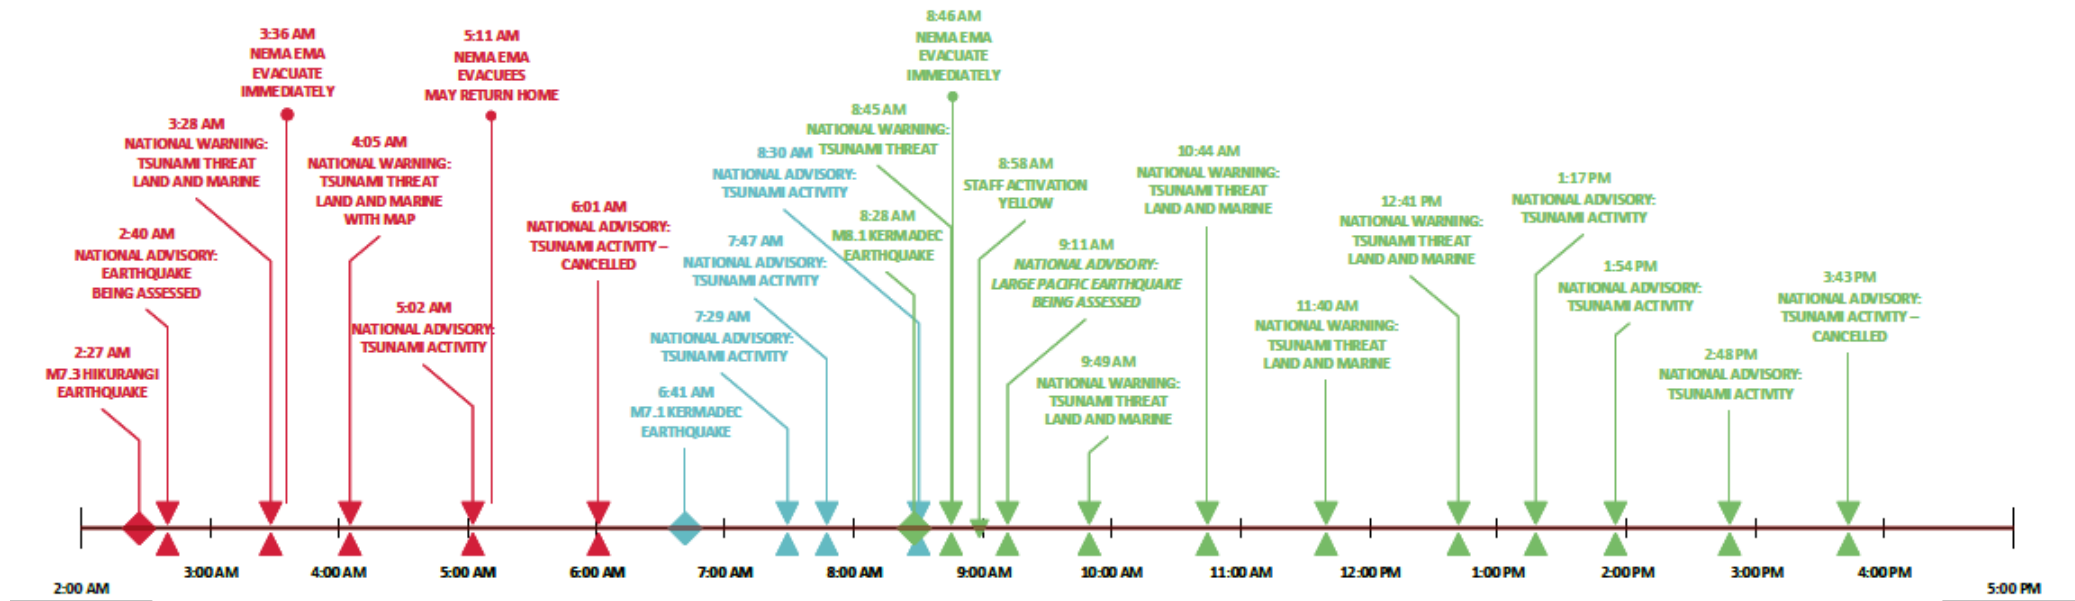 2:27 AM
M7.3 HIKURANGI
EARTHQUAKE
2:40 AM
NATIONAL ADVISORY:
EARTHQUAKE
BEING ASSESSED
3:28 AM
NATIONAL WARNING:
TSUNAMI THREAT
LAND AND MARINE
3:36 AM
NEMA EMA
EVACUATE
IMMEDIATELY
4:05 AM
NATIONAL WARNING:
TSUNAMI THREAT
LAND AND MARINE
WITH MAP
5:02 AM
NATIONAL ADVISORY:
TSUNAMI ACTIVITY
5:11 AM
NEMA EMA
EVACUEES
MAY RETURN HOME
6:01 AM
NATIONAL ADVISORY:
TSUNAMI ACTIVITY –
CANCELLED
6:41 AM
M7.1 KERMADEC
EARTHQUAKE
7:29 AM
NATIONAL ADVISORY:
TSUNAMI ACTIVITY
7:47 AM
NATIONAL ADVISORY:
TSUNAMI ACTIVITY
8:30 AM
NATIONAL ADVISORY:
TSUNAMI ACTIVITY
8:28 AM
M8.1 KERMADEC
EARTHQUAKE
8:45 AM
NATIONAL WARNING:
TSUNAMI THREAT
8:46 AM
NEMA EMA
EVACUATE
IMMEDIATELY
8:58 AM
STAFF ACTIVATION
YELLOW
9:11 AM
NATIONAL ADVISORY:
LARGE PACIFIC EARTHQUAKE
BEING ASSESSED
9:49 AM
NATIONAL WARNING:
TSUNAMI THREAT
LAND AND MARINE
10:44 AM
NATIONAL WARNING:
TSUNAMI THREAT
LAND AND MARINE
11:40 AM
NATIONAL WARNING:
TSUNAMI THREAT
LAND AND MARINE
12:41 PM
NATIONAL WARNING:
TSUNAMI THREAT
LAND AND MARINE
1:17 PM
NATIONAL ADVISORY:
TSUNAMI ACTIVITY
1:54 PM
NATIONAL ADVISORY:
TSUNAMI ACTIVITY
2:48 PM
NATIONAL ADVISORY:
TSUNAMI ACTIVITY
3:43 PM
NATIONAL ADVISORY:
TSUNAMI ACTIVITY –
CANCELLED
2:00 AM
3:00 AM
4:00 AM
5:00 AM
6:00 AM
7:00 AM
8:00 AM
9:00 AM
10:00 AM
11:00 AM
12:00 PM
1:00 PM
2:00 PM
3:00 PM
4:00 PM
5:00 PM